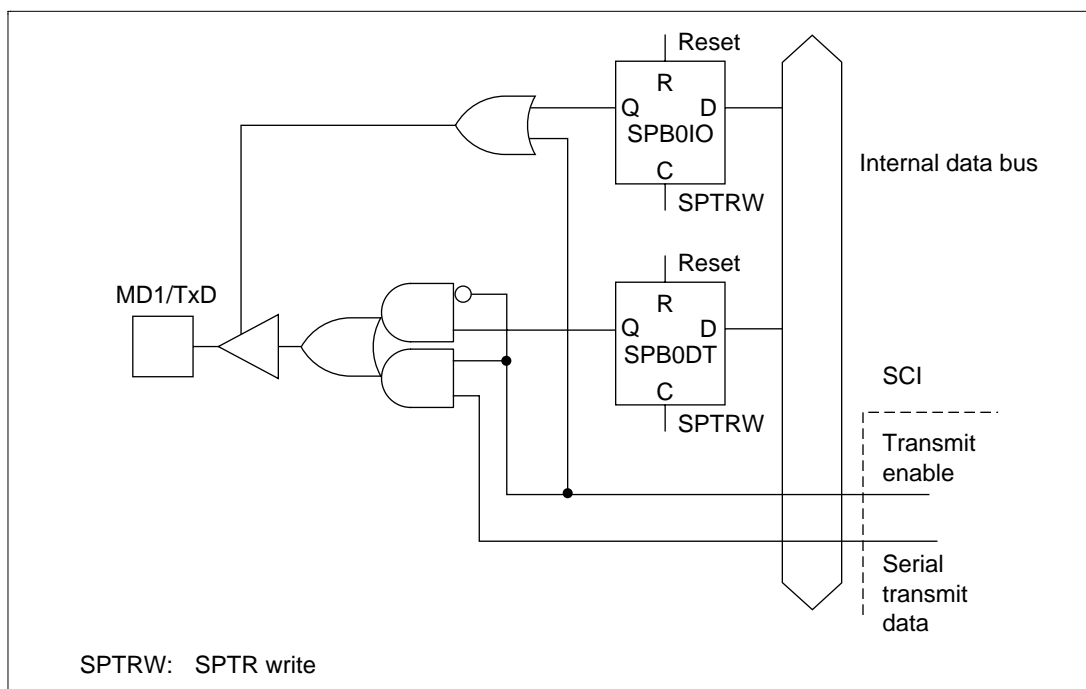 Reset
R
Q D
SPB0IO
C
SPTRW
Internal data bus
Reset
MD1/TxD
R
Q D
SPB0DT
C
SPTRW
SCI
Transmit
enable
Serial
transmit
data
SPTRW: SPTR write